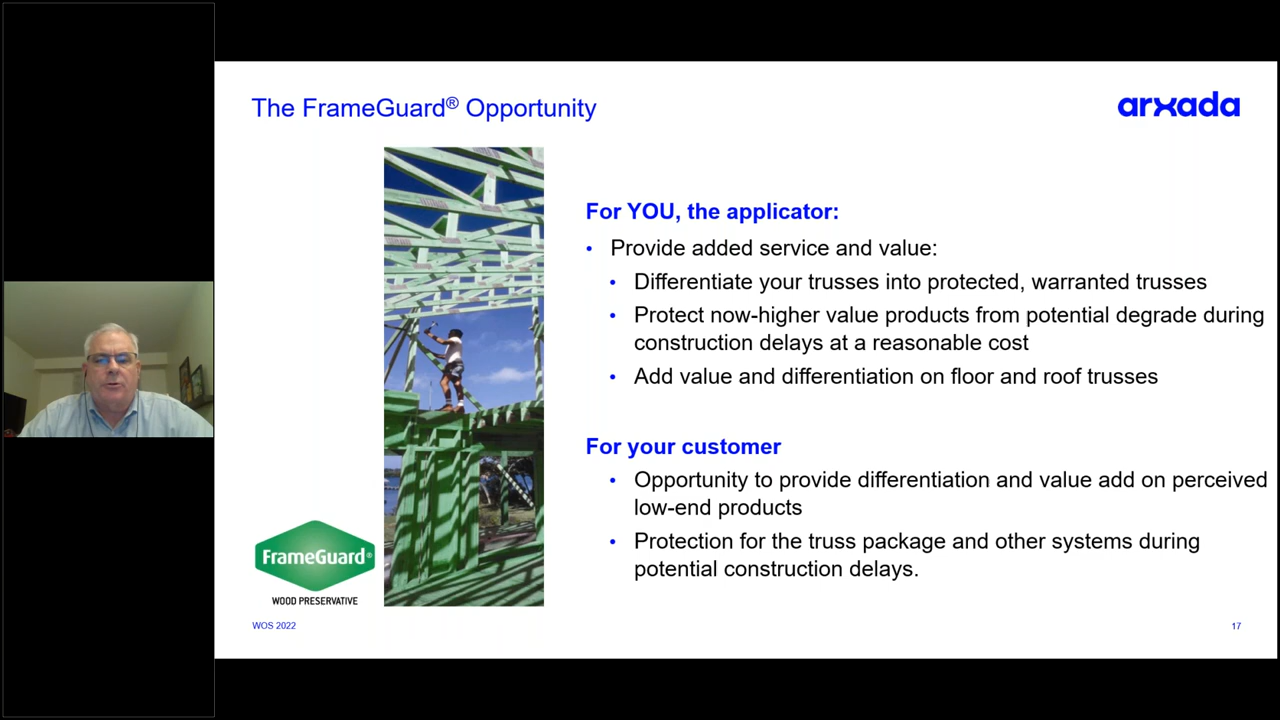 The FrameGuard® Opportunity
arxada
For YOU, the applicator:
• Provide added service and value:
• Differentiate your trusses into protected, warranted trusses
• Protect now-higher value products from potential degrade during
construction delays at a reasonable cost
• Add value and differentiation on floor and roof trusses
For your customer
• Opportunity to provide differentiation and value add on perceived
low-end products
• Protection for the truss package and other systems during
potential construction delays.
FrameGuard®
WOOD PRESERVATIVE
WOS 2022
17